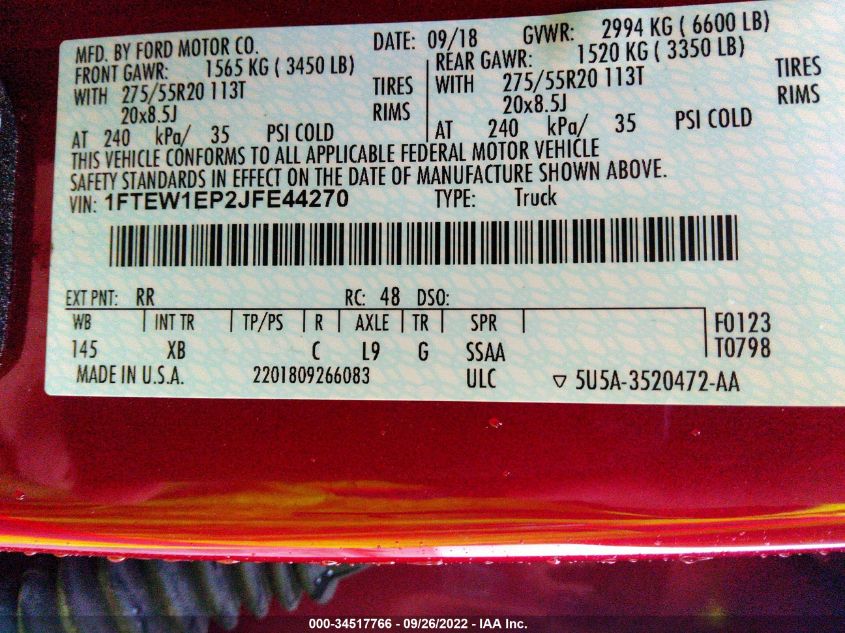 MFD. BY FORD MOTOR CO. DATE: 09/18 GVWR: 2994 KG ( 6600 LB)
FRONT GAWR: 1565 KG ( 3450 LB) REAR GAWR: 1520 KG ( 3350 LB)
WITH 275/55R20 113T TIRES WITH 275/55R20 113T TIRES
20x8.5J RIMS 20x8.5J RIMS
AT 240 kPa/ 35 PSI COLD AT 240 kPa/ 35 PSI COLD
THIS VEHICLE CONFORMS TO ALL APPLICABLE FEDERAL MOTOR VEHICLE
SAFETY STANDARDS IN EFFECT ON THE DATE OF MANUFACTURE SHOWN ABOVE.
VIN: 1FTEW1EP2JFE44270 TYPE: Truck
EXT PNT: RR RC: 48 DSO:
WB INT TR TP/PS R AXLE TR SPR F0123
145 XB C L9 G SSAA T0798
MADE IN U.S.A. 2201809266083 ULC ▽ 5U5A-3520472-AA
000-34517766 - 09/26/2022 - IAA Inc.